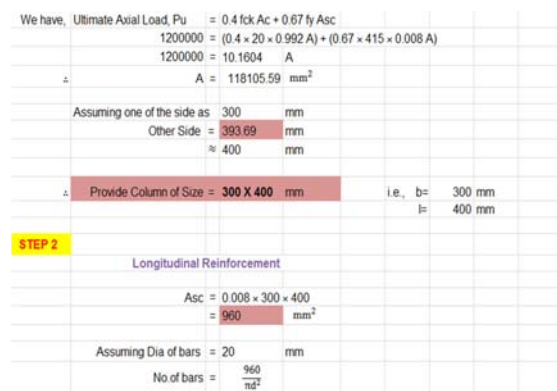 We have, Ultimate Axial Load, Pu = 0.4 fck Ac + 0.67 fy Asc
1200000 = (0.4 × 20 × 0.992 A) + (0.67 × 415 × 0.008 A)
1200000 = 10.1604 A
∴ A = 118105.59 mm²
Assuming one of the side as 300 mm
Other Side = 393.69 mm
≈ 400 mm
∴ Provide Column of Size = 300 X 400 mm i.e., b= 300 mm
l= 400 mm
STEP 2
Longitudinal Reinforcement
Asc = 0.008 × 300 × 400
= 960 mm²
Assuming Dia of bars = 20 mm
No.of bars = 960
πd²